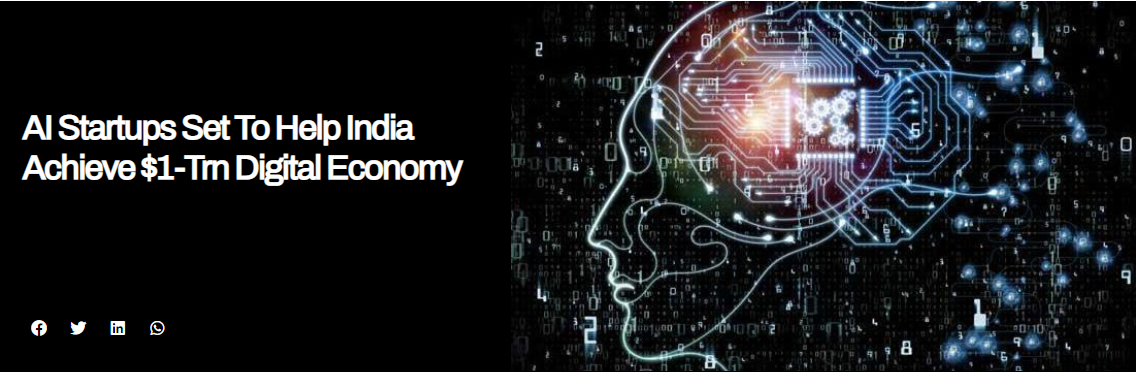 AI Startups Set To Help India
Achieve $1-Trn Digital Economy